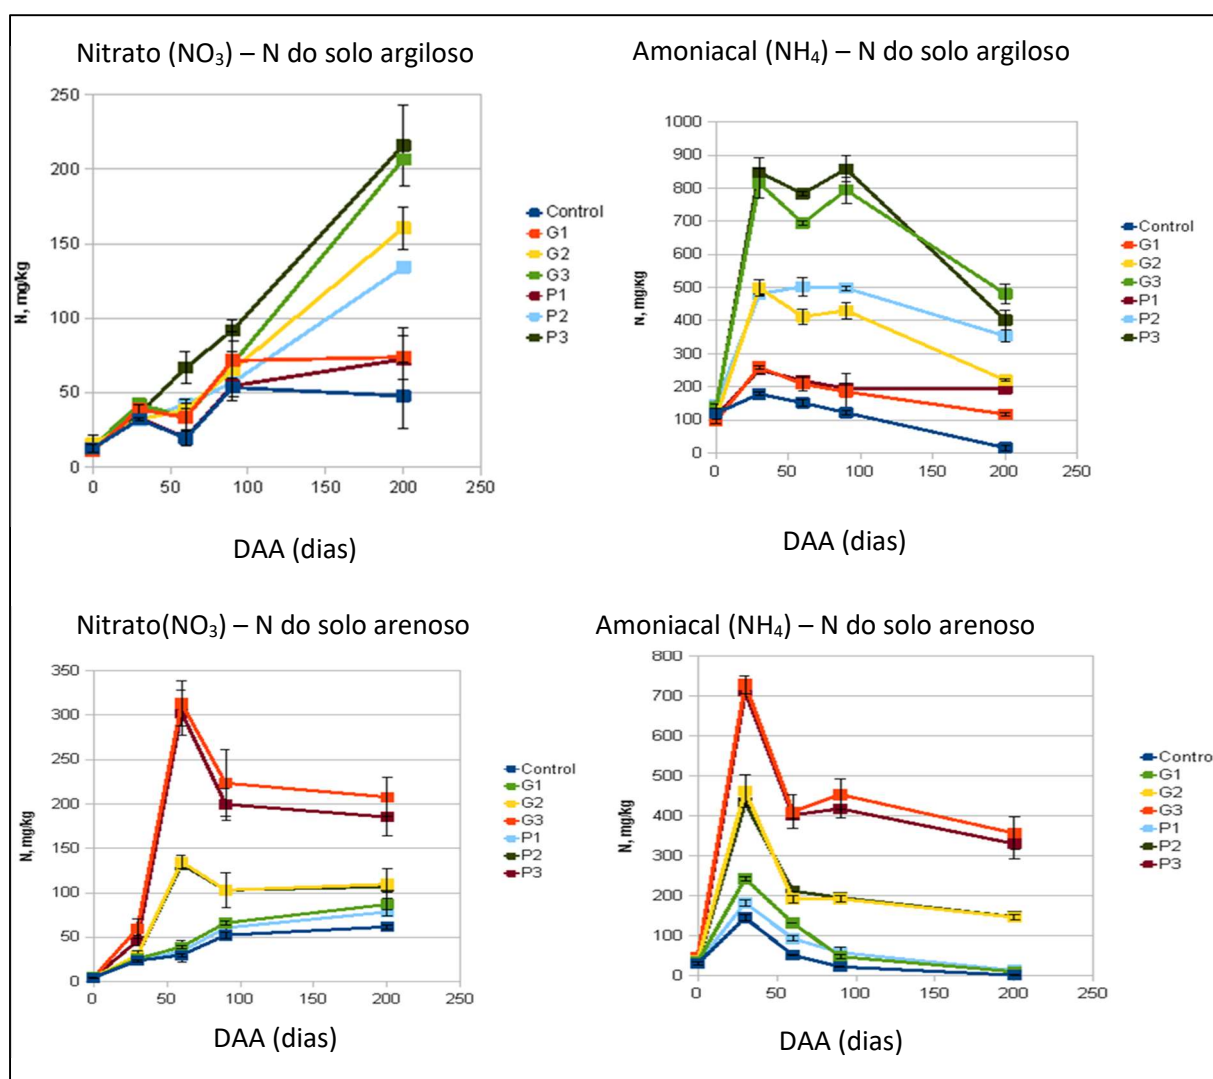 Nitrato (NO₃) – N do solo argiloso
250
200
150
100
50
0
N, mg/kg
0 50 100 150 200 250
Control
G1
G2
G3
P1
P2
P3
DAA (dias)
Amoniacal (NH₄) – N do solo argiloso
1000
900
800
700
600
500
400
300
200
100
0
N, mg/kg
0 50 100 150 200 250
Control
G1
G2
G3
P1
P2
P3
DAA (dias)
Nitrato(NO₃) – N do solo arenoso
350
300
250
200
150
100
50
0
N, mg/kg
0 50 100 150 200 250
Control
G1
G2
G3
P1
P2
P3
DAA (dias)
Amoniacal (NH₄) – N do solo arenoso
800
700
600
500
400
300
200
100
0
N, mg/kg
0 50 100 150 200 250
Contro
G1
G2
G3
P1
P2
P3
DAA (dias)